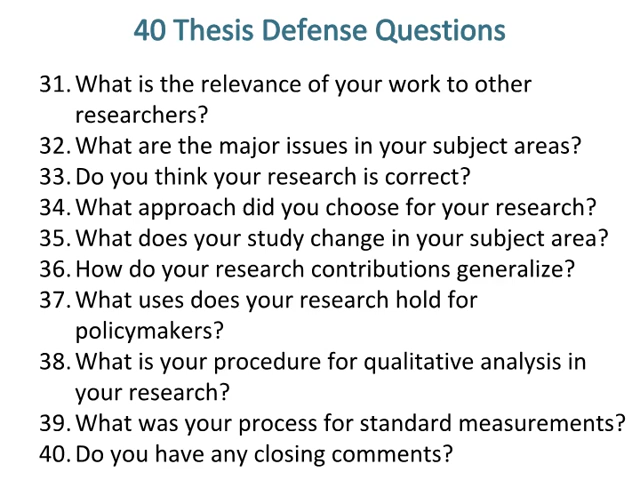 40 Thesis Defense Questions
31. What is the relevance of your work to other
researchers?
32. What are the major issues in your subject areas?
33. Do you think your research is correct?
34. What approach did you choose for your research?
35. What does your study change in your subject area?
36. How do your research contributions generalize?
37. What uses does your research hold for
policymakers?
38. What is your procedure for qualitative analysis in
your research?
39. What was your process for standard measurements?
40. Do you have any closing comments?